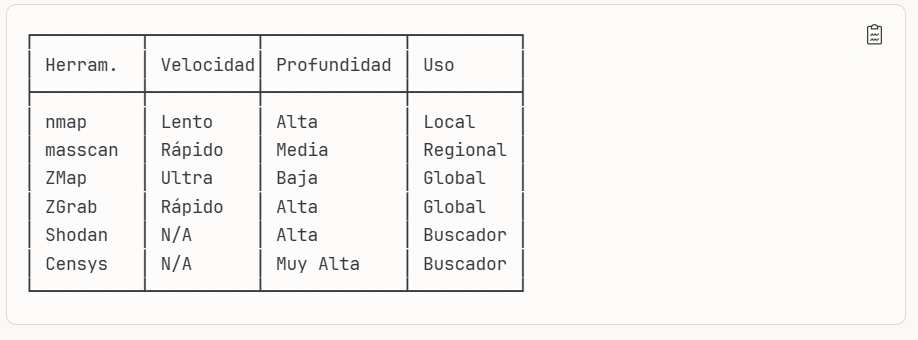 Herram. Velocidad Profundidad Uso
nmap Lento Alta Local
masscan Rápido Media Regional
ZMap Ultra Baja Global
ZGrab Rápido Alta Global
Shodan N/A Alta Buscador
Censys N/A Muy Alta Buscador